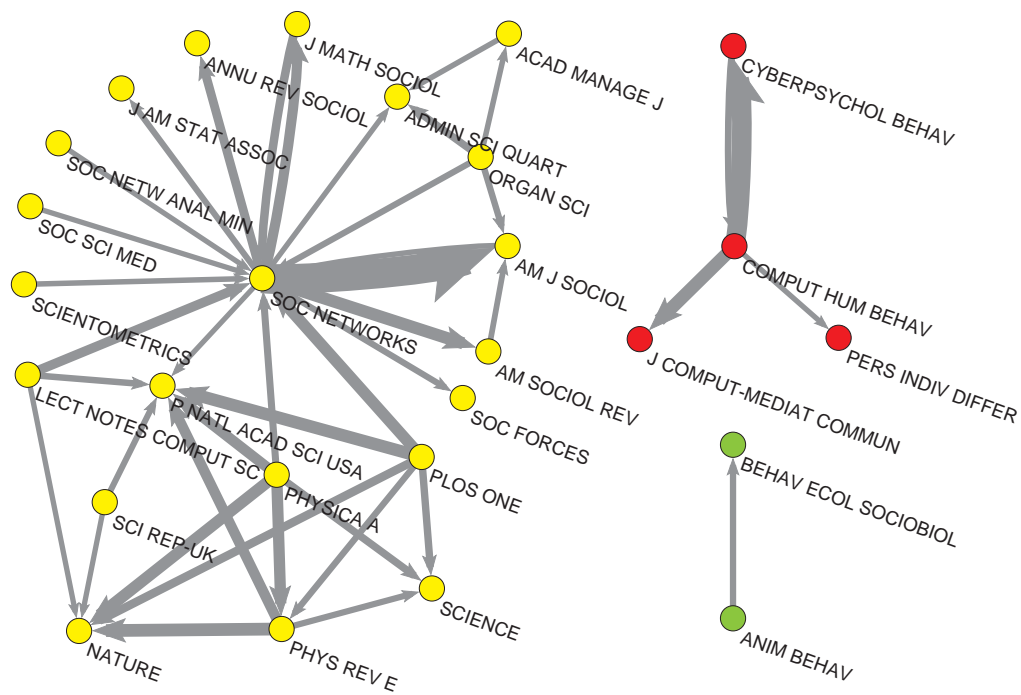 J MATH SOCIOL
ACAD MANAGE J
ANNU REV SOCIOL
CYBERPSYCHOL BEHAV
J AM STAT ASSOC
ADMIN SCI QUART
SOC NETW ANAL MIN
ORGAN SCI
SOC SCI MED
AM J SOCIOL
COMPUT HUM BEHAV
SOC NETWORKS
SCIENTOMETRICS
J COMPUT-MEDIAT COMMUN
PERS INDIV DIFFER
AM SOCIOL REV
LECT NOTES COMPUT SC
P NATL ACAD SCI USA
SOC FORCES
BEHAV ECOL SOCIOBIOL
PLOS ONE
PHYSICA A
SCI REP-UK
SCIENCE
NATURE
PHYS REV E
ANIM BEHAV